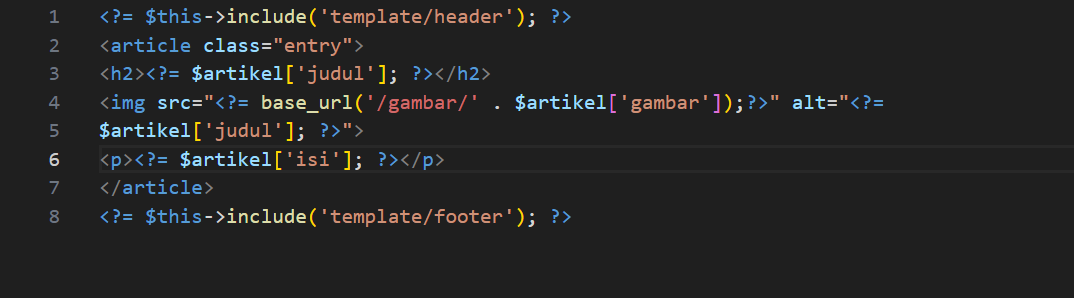 1 <?= $this->include('template/header'); ?>
2 <article class="entry">
3 <h2><?= $artikel['judul']; ?></h2>
4 <img src="<?= base_url('/gambar/' . $artikel['gambar']);?>" alt="<?=
5 $artikel['judul']; ?>">
6 <p><?= $artikel['isi']; ?></p>
7 </article>
8 <?= $this->include('template/footer'); ?>